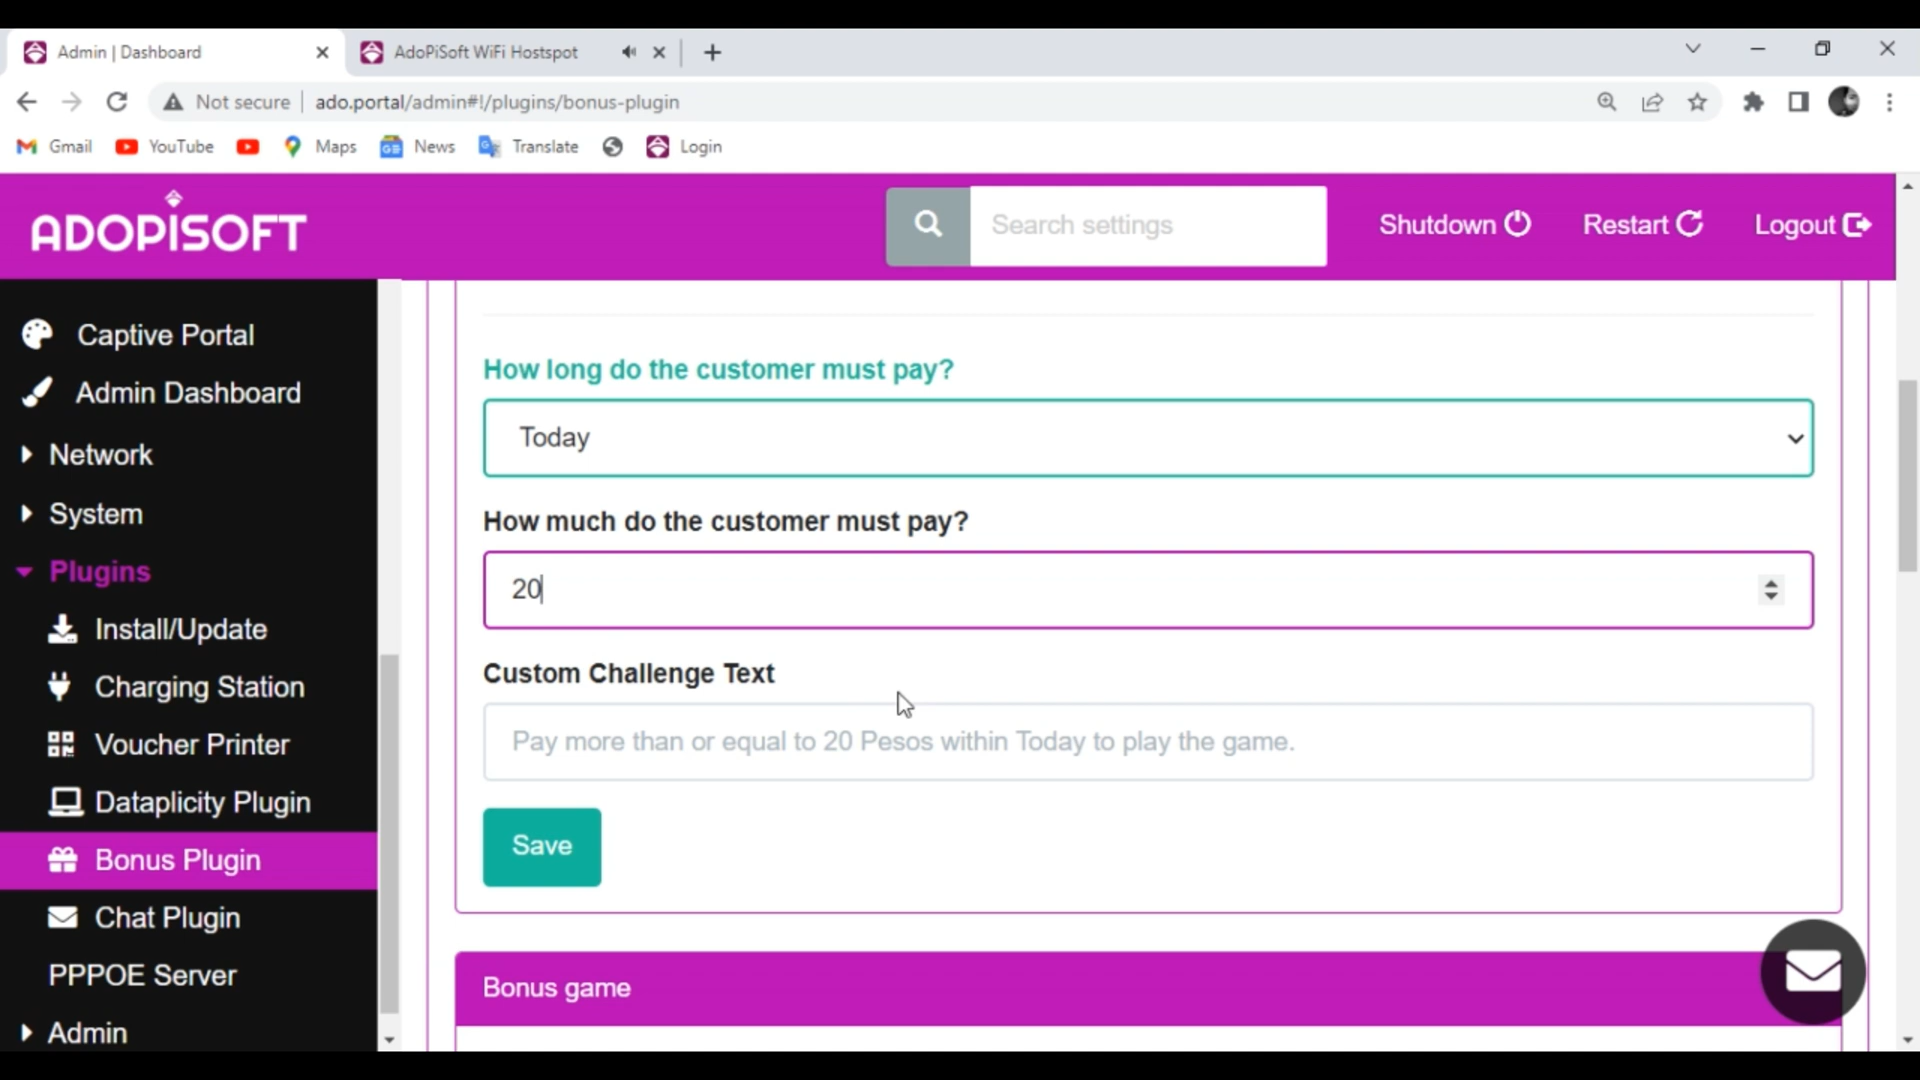 Admin | Dashboard
AdoPiSoft WiFi Hostspot
Not secure
ado.portal/admin#!/plugins/bonus-plugin
Gmail
YouTube
Maps
News
Translate
Login
ADOPISOFT
Search settings
Shutdown
Restart
Logout
Captive Portal
Admin Dashboard
Network
System
Plugins
Install/Update
Charging Station
Voucher Printer
Dataplicity Plugin
Bonus Plugin
Chat Plugin
PPPOE Server
Admin
How long do the customer must pay?
Today
How much do the customer must pay?
20
Custom Challenge Text
Pay more than or equal to 20 Pesos within Today to play the game.
Save
Bonus game